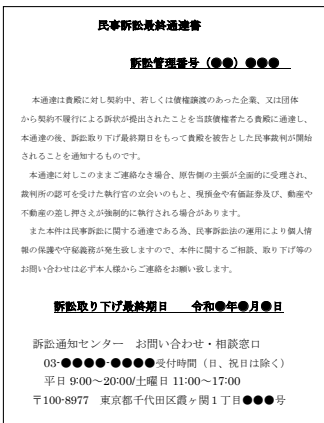 民事訴訟最終通達書
訴訟管理番号（●●）●●●
本通達は貴殿に対し契約中、若しくは債権譲渡のあった企業、又は団体
から契約不履行による訴状が提出されたことを当該債権者たる貴殿に通達し、
本通達の後、訴訟取り下げ最終期日をもって貴殿を被告とした民事裁判が開始
されることを通知するものです。
本通達に対しこのままご連絡なき場合、原告側の主張が全面的に受理され、
裁判所の認可を受けた執行官の立会いのもと、現預金や有価証券及び、動産や
不動産の差し押さえが強制的に執行される場合があります。
また本件は民事訴訟に関する通達である為、民事訴訟法の運用により個人情
報の保護や守秘義務が発生致しますので、本件に関するご相談、取り下げ等の
お問い合わせは必ず本人様からご連絡をお願い致します。
訴訟取り下げ最終期日　令和●年●月●日
訴訟通知センター　お問い合わせ・相談窓口
03-●●●●-●●●●受付時間（日、祝日は除く）
平日 9:00～20:00/土曜日 11:00～17:00
〒100-8977　東京都千代田区霞ヶ関１丁目●●●号